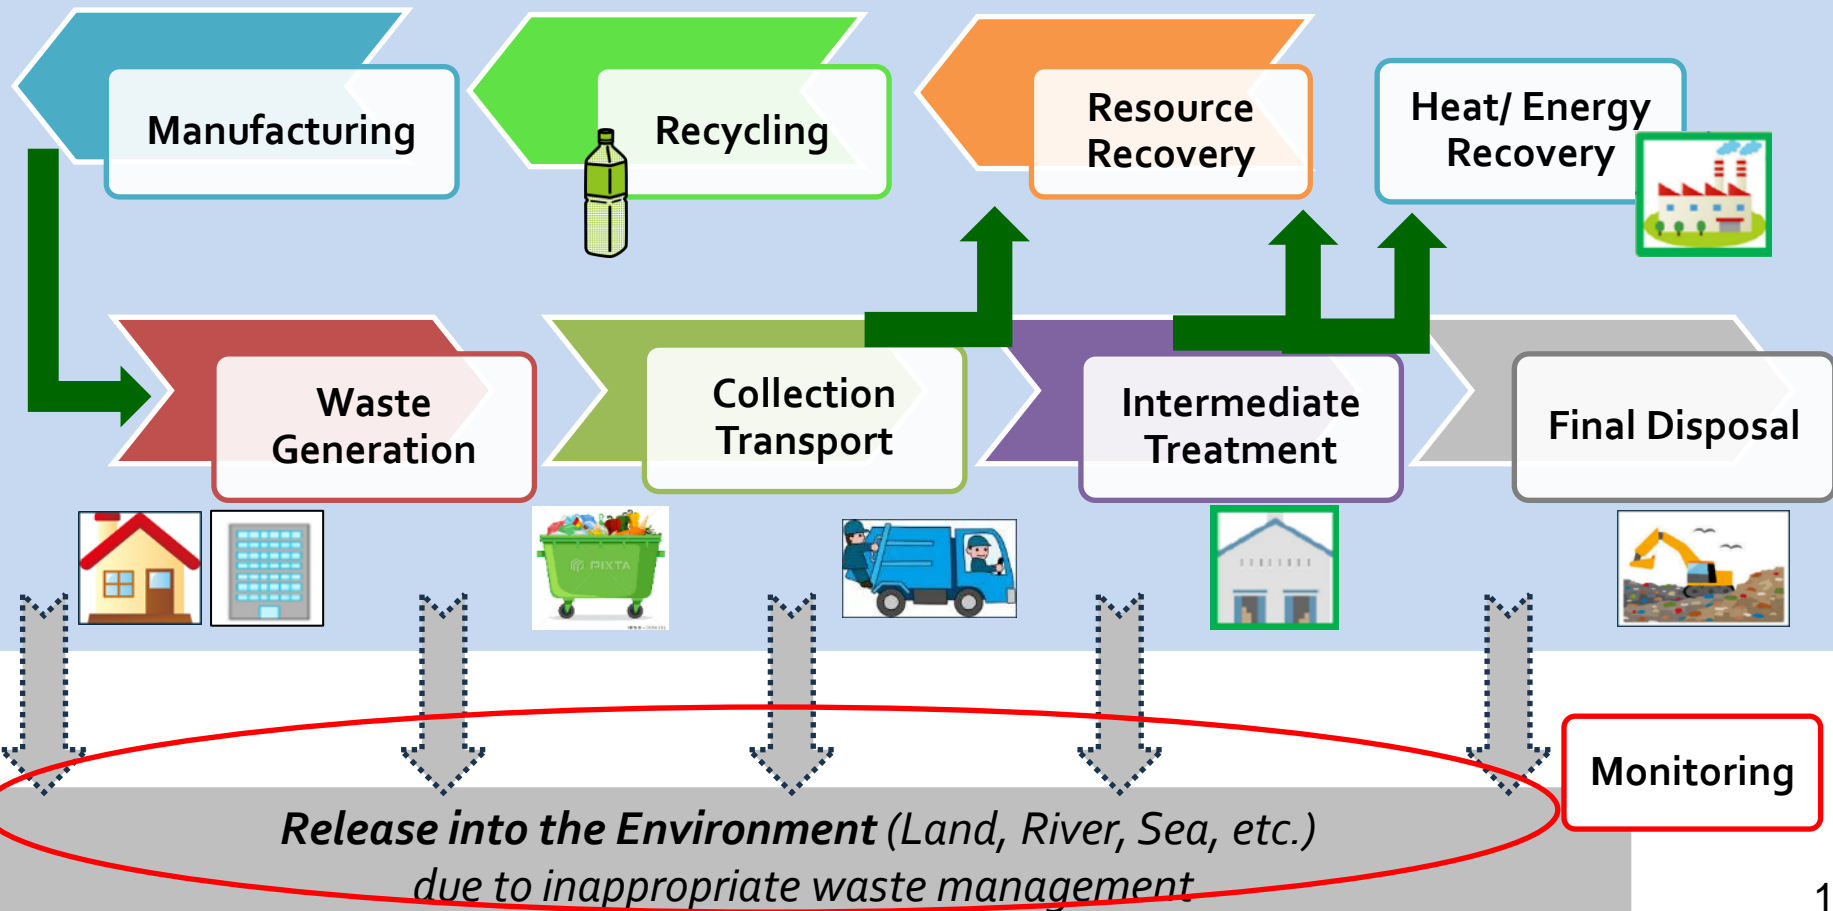 Manufacturing
Recycling
Resource
Recovery
Heat/ Energy
Recovery
Waste
Generation
Collection
Transport
Intermediate
Treatment
Final Disposal
PIXTA
Monitoring
Release into the Environment (Land, River, Sea, etc.)
due to inappropriate waste management
1